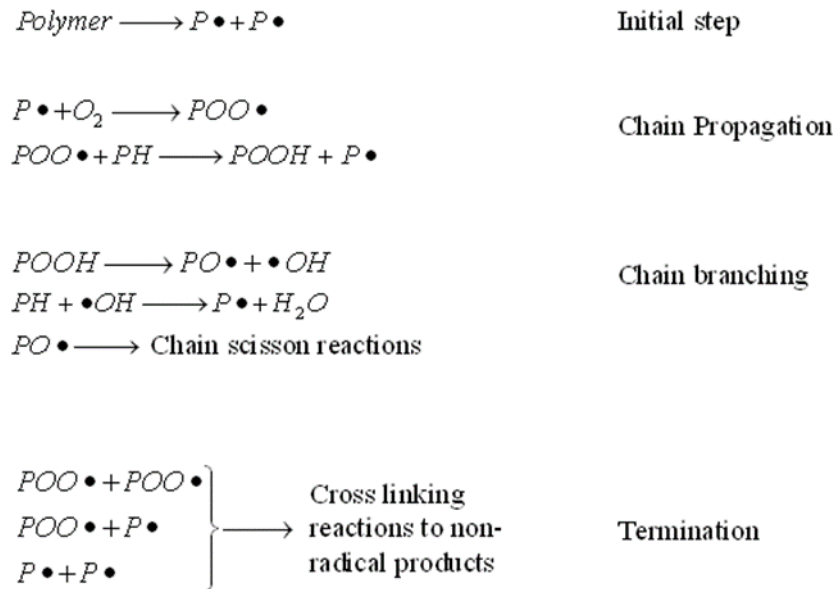 Polymer ⟶ P● + P● Initial step
P● + O₂ ⟶ POO● Chain Propagation
POO● + PH ⟶ POOH + P●
POOH ⟶ PO● + ●OH Chain branching
PH + ●OH ⟶ P● + H₂O
PO● ⟶ Chain scisson reactions
POO● + POO●
POO● + P●
P● + P●
⟶ Cross linking
reactions to non-
radical products
Termination